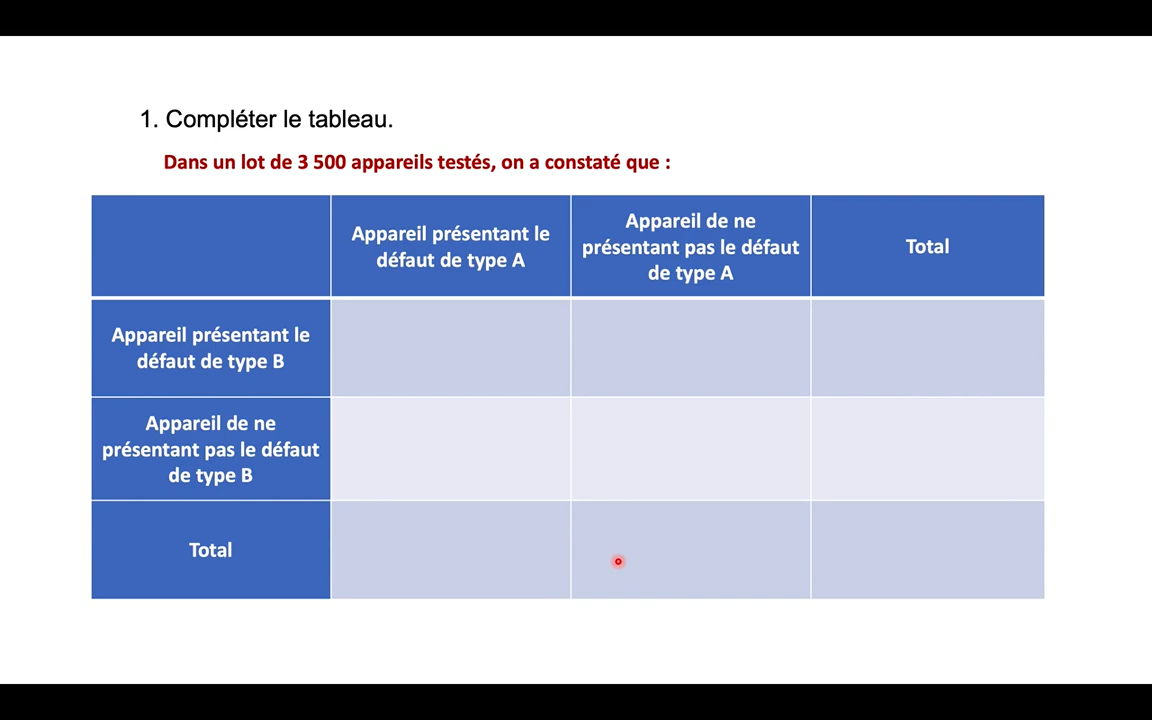 1. Compléter le tableau.
Dans un lot de 3 500 appareils testés, on a constaté que :
Appareil présentant le
défaut de type A
Appareil de ne
présentant pas le défaut
de type A
Total
Appareil présentant le
défaut de type B
Appareil de ne
présentant pas le défaut
de type B
Total